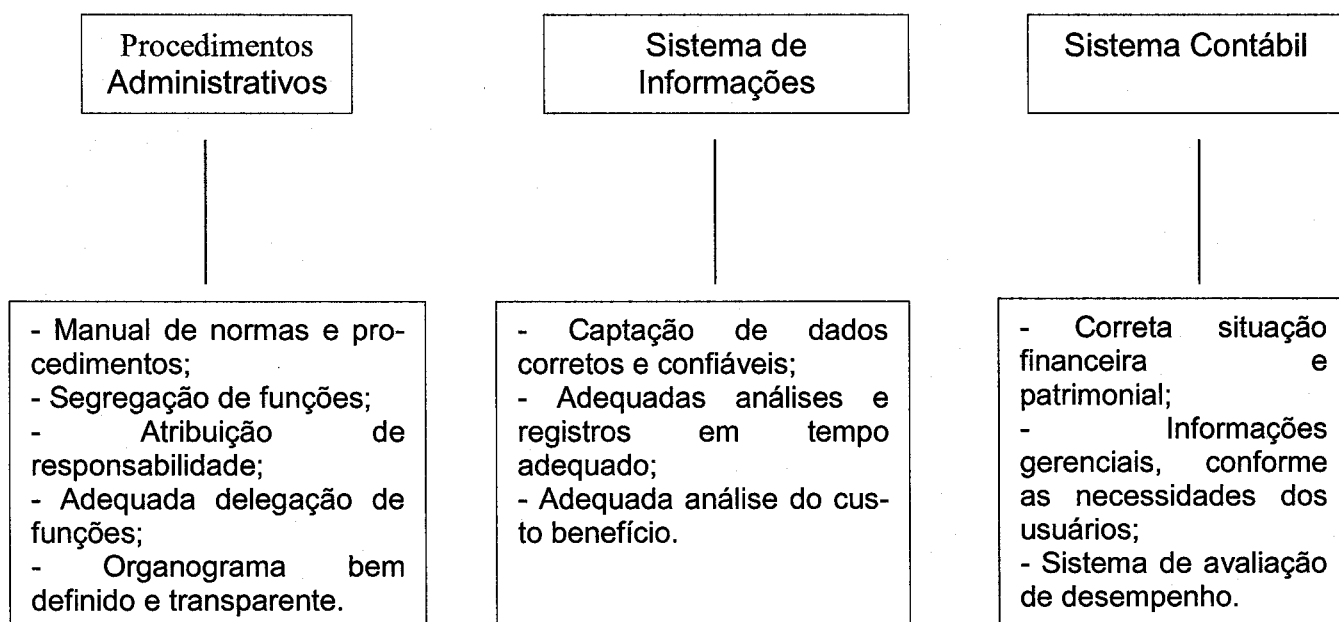 Procedimentos
Administrativos
Sistema de
Informações
Sistema Contábil
- Manual de normas e pro-
cedimentos;
- Segregação de funções;
- Atribuição de
responsabilidade;
- Adequada delegação de
funções;
- Organograma bem
definido e transparente.
- Captação de dados
corretos e confiáveis;
- Adequadas análises e
registros em tempo
adequado;
- Adequada análise do cus-
to benefício.
- Correta situação
financeira e
patrimonial;
- Informações
gerenciais, conforme
as necessidades dos
usuários;
- Sistema de avaliação
de desempenho.